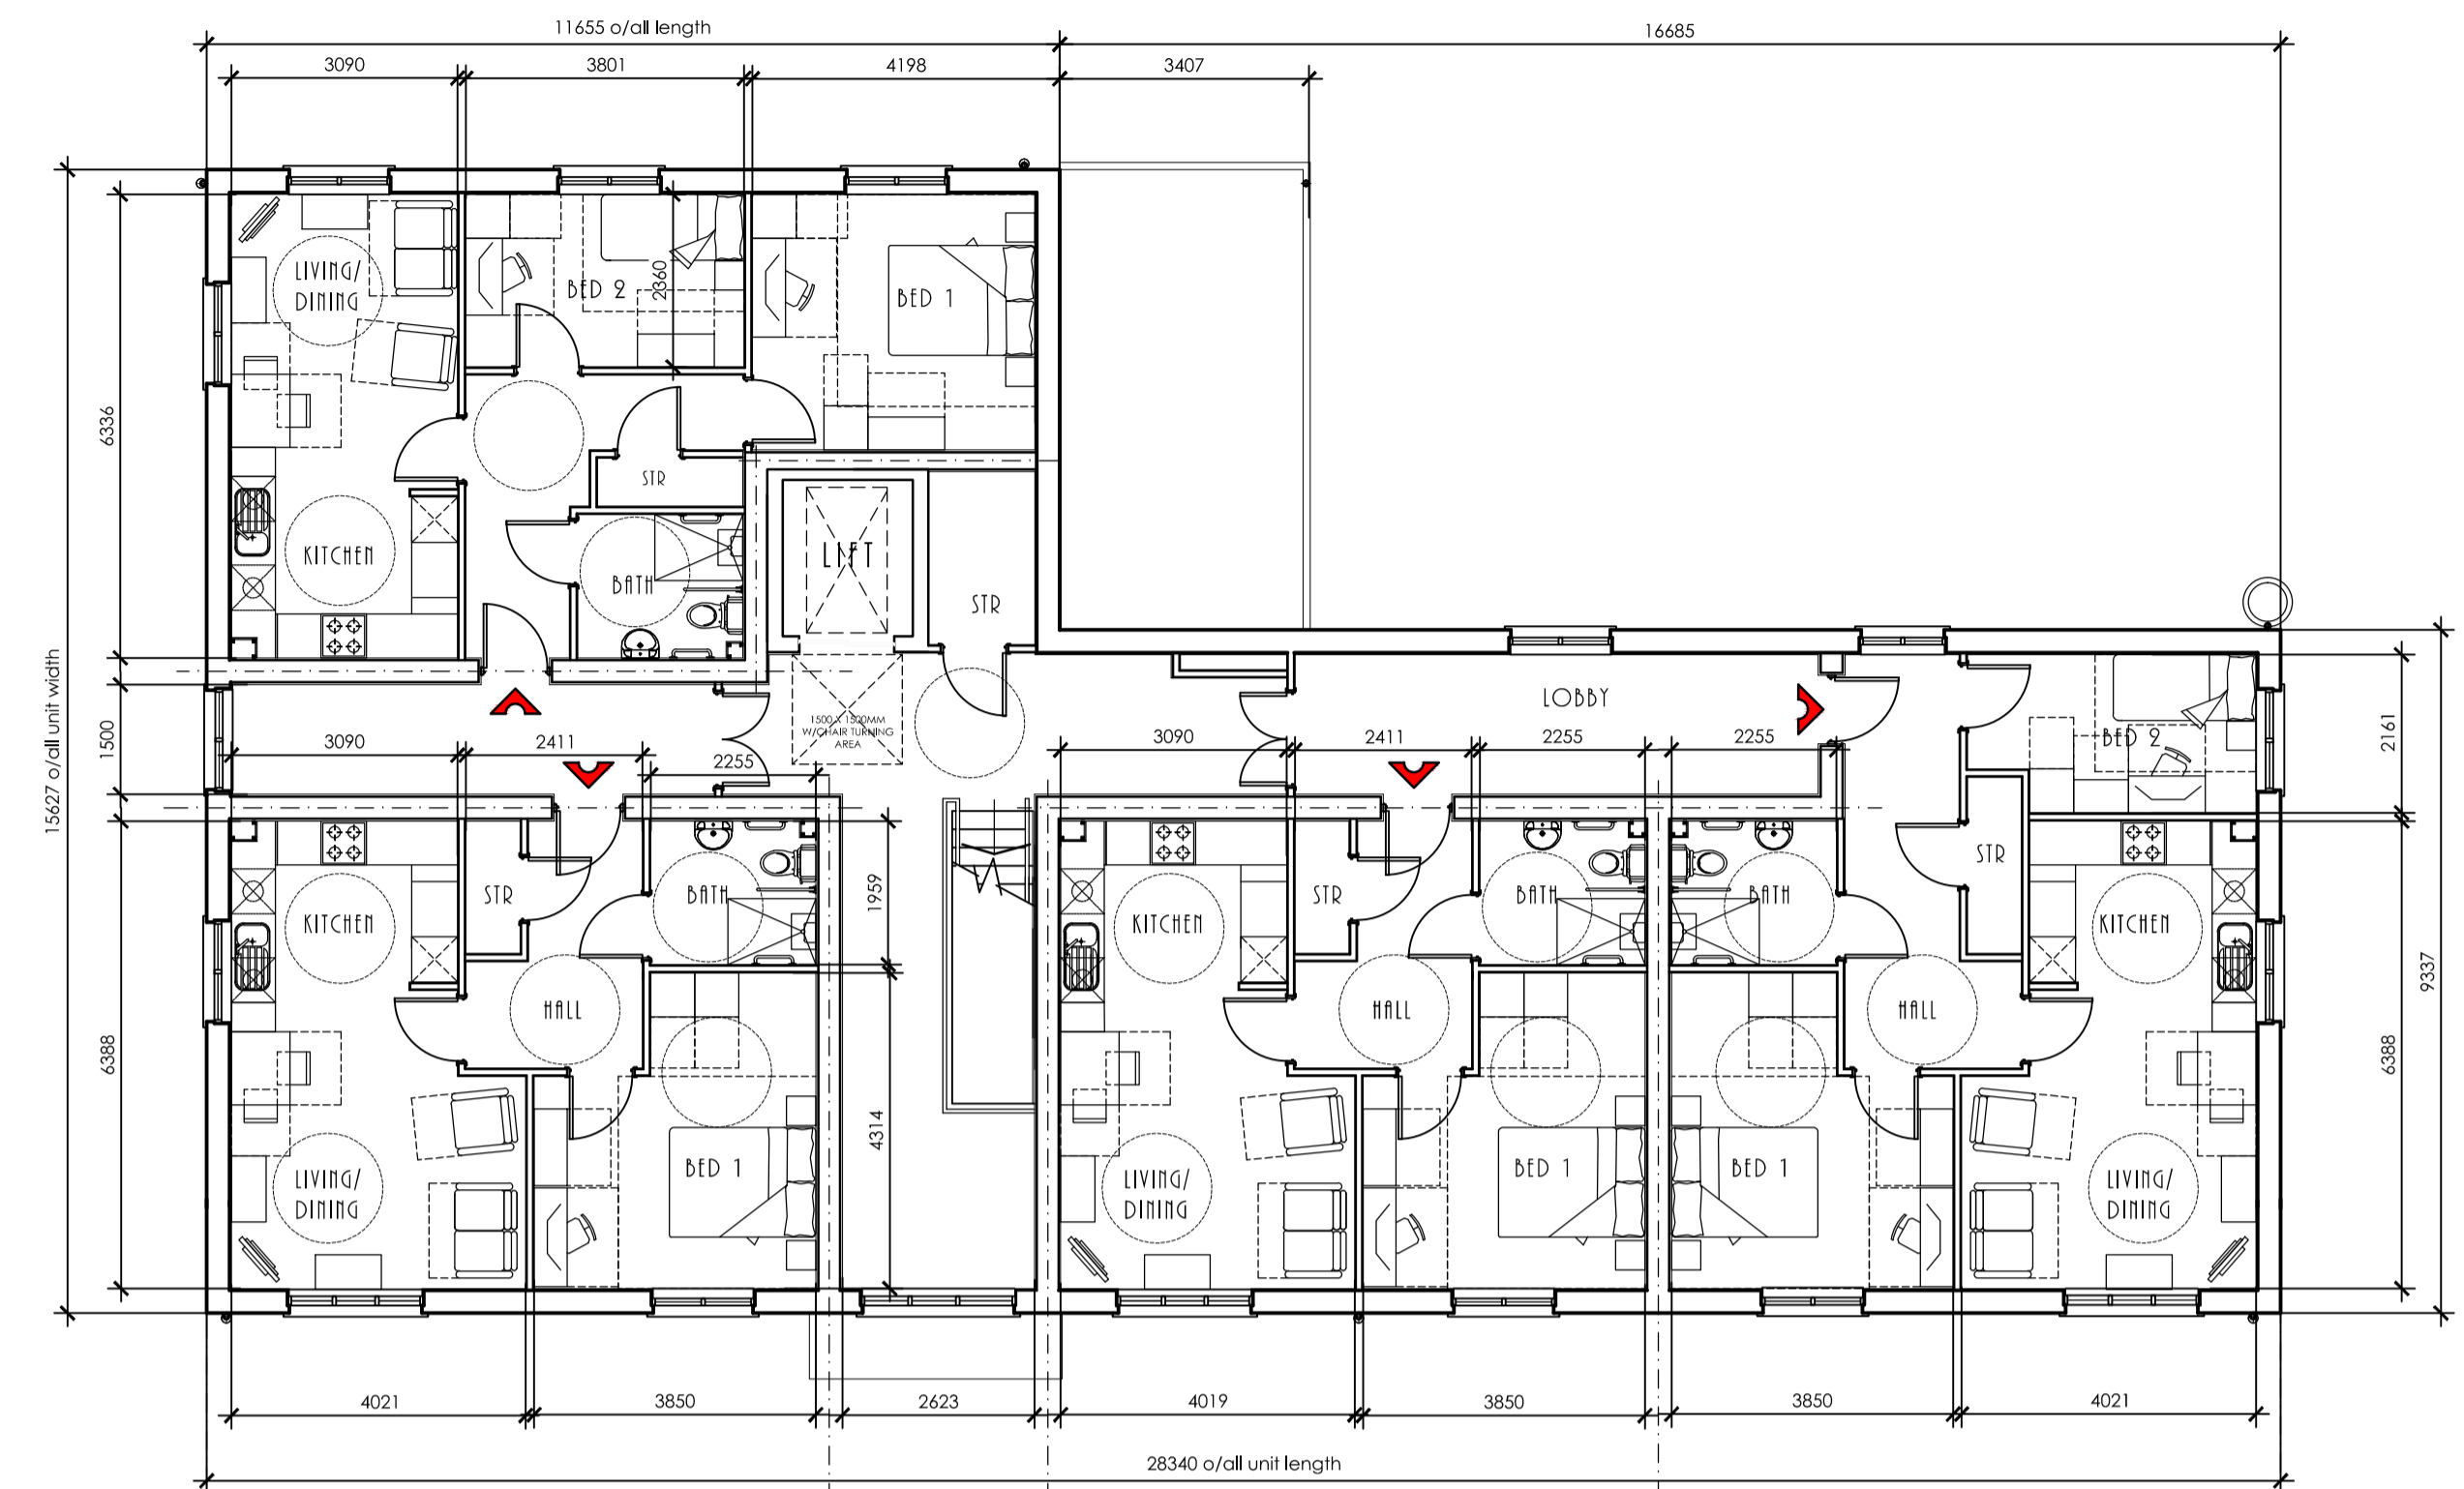 11655 o/all length
16685
3090
3801
4198
3407
LIVING/
DINING
BED 2
2360
BED 1
6336
STR
KITCHEN
BATH
LIFT
STR
15627 o/all unit width
1500
1500 X 1500MM
W/CHAIR TURNING
AREA
LOBBY
3090
2411
2255
3090
2411
2255
2255
BED 2
2161
KITCHEN
STR
BATH
1959
KITCHEN
STR
BATH
BATH
STR
KITCHEN
9337
HALL
HALL
HALL
6388
4314
6388
LIVING/
DINING
BED 1
LIVING/
DINING
BED 1
BED 1
LIVING/
DINING
4021
3850
2623
4019
3850
3850
4021
28340 o/all unit length